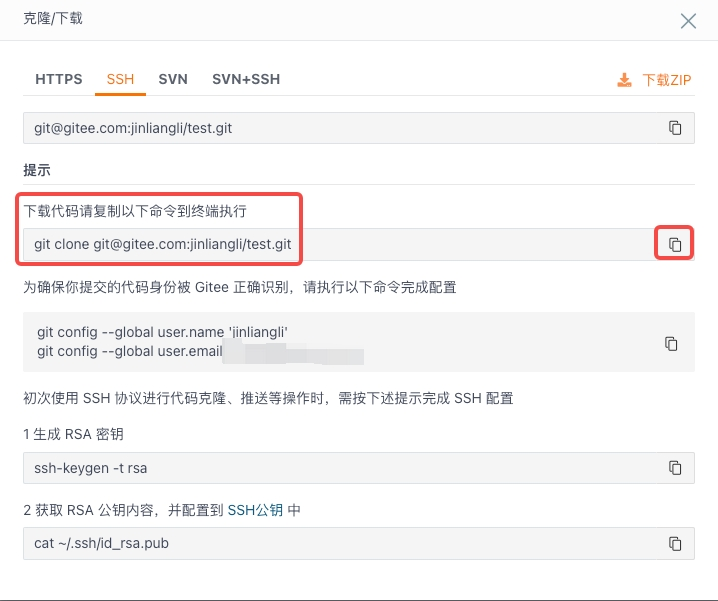 克隆/下载
HTTPS SSH SVN SVN+SSH 下载ZIP
git@gitee.com:jinliangli/test.git
提示
下载代码请复制以下命令到终端执行
git clone git@gitee.com:jinliangli/test.git
为确保你提交的代码身份被 Gitee 正确识别，请执行以下命令完成配置
git config --global user.name 'jinliangli'
git config --global user.email
初次使用 SSH 协议进行代码克隆、推送等操作时，需按下述提示完成 SSH 配置
1 生成 RSA 密钥
ssh-keygen -t rsa
2 获取 RSA 公钥内容，并配置到 SSH公钥 中
cat ~/.ssh/id_rsa.pub